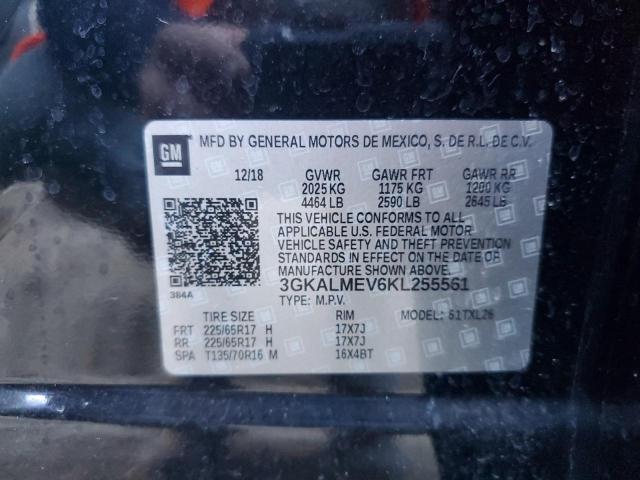 GM
MFD BY GENERAL MOTORS DE MEXICO, S. DE R.L. DE C.V.
12/18 GVWR GAWR FRT GAWR RR
2025 KG 1175 KG 1200 KG
4464 LB 2590 LB 2645 LB
THIS VEHICLE CONFORMS TO ALL
APPLICABLE U.S. FEDERAL MOTOR
VEHICLE SAFETY AND THEFT PREVENTION
STANDARDS IN EFFECT ON THE DATE OF
MANUFACTURE SHOWN ABOVE.
384A
3GKALMEV6KL255561
TYPE: M.P.V. MODEL: 61TXL26
TIRE SIZE RIM
FRT 225/65R17 H 17X7J
RR 225/65R17 H 17X7J
SPA T135/70R16 M 16X4BT